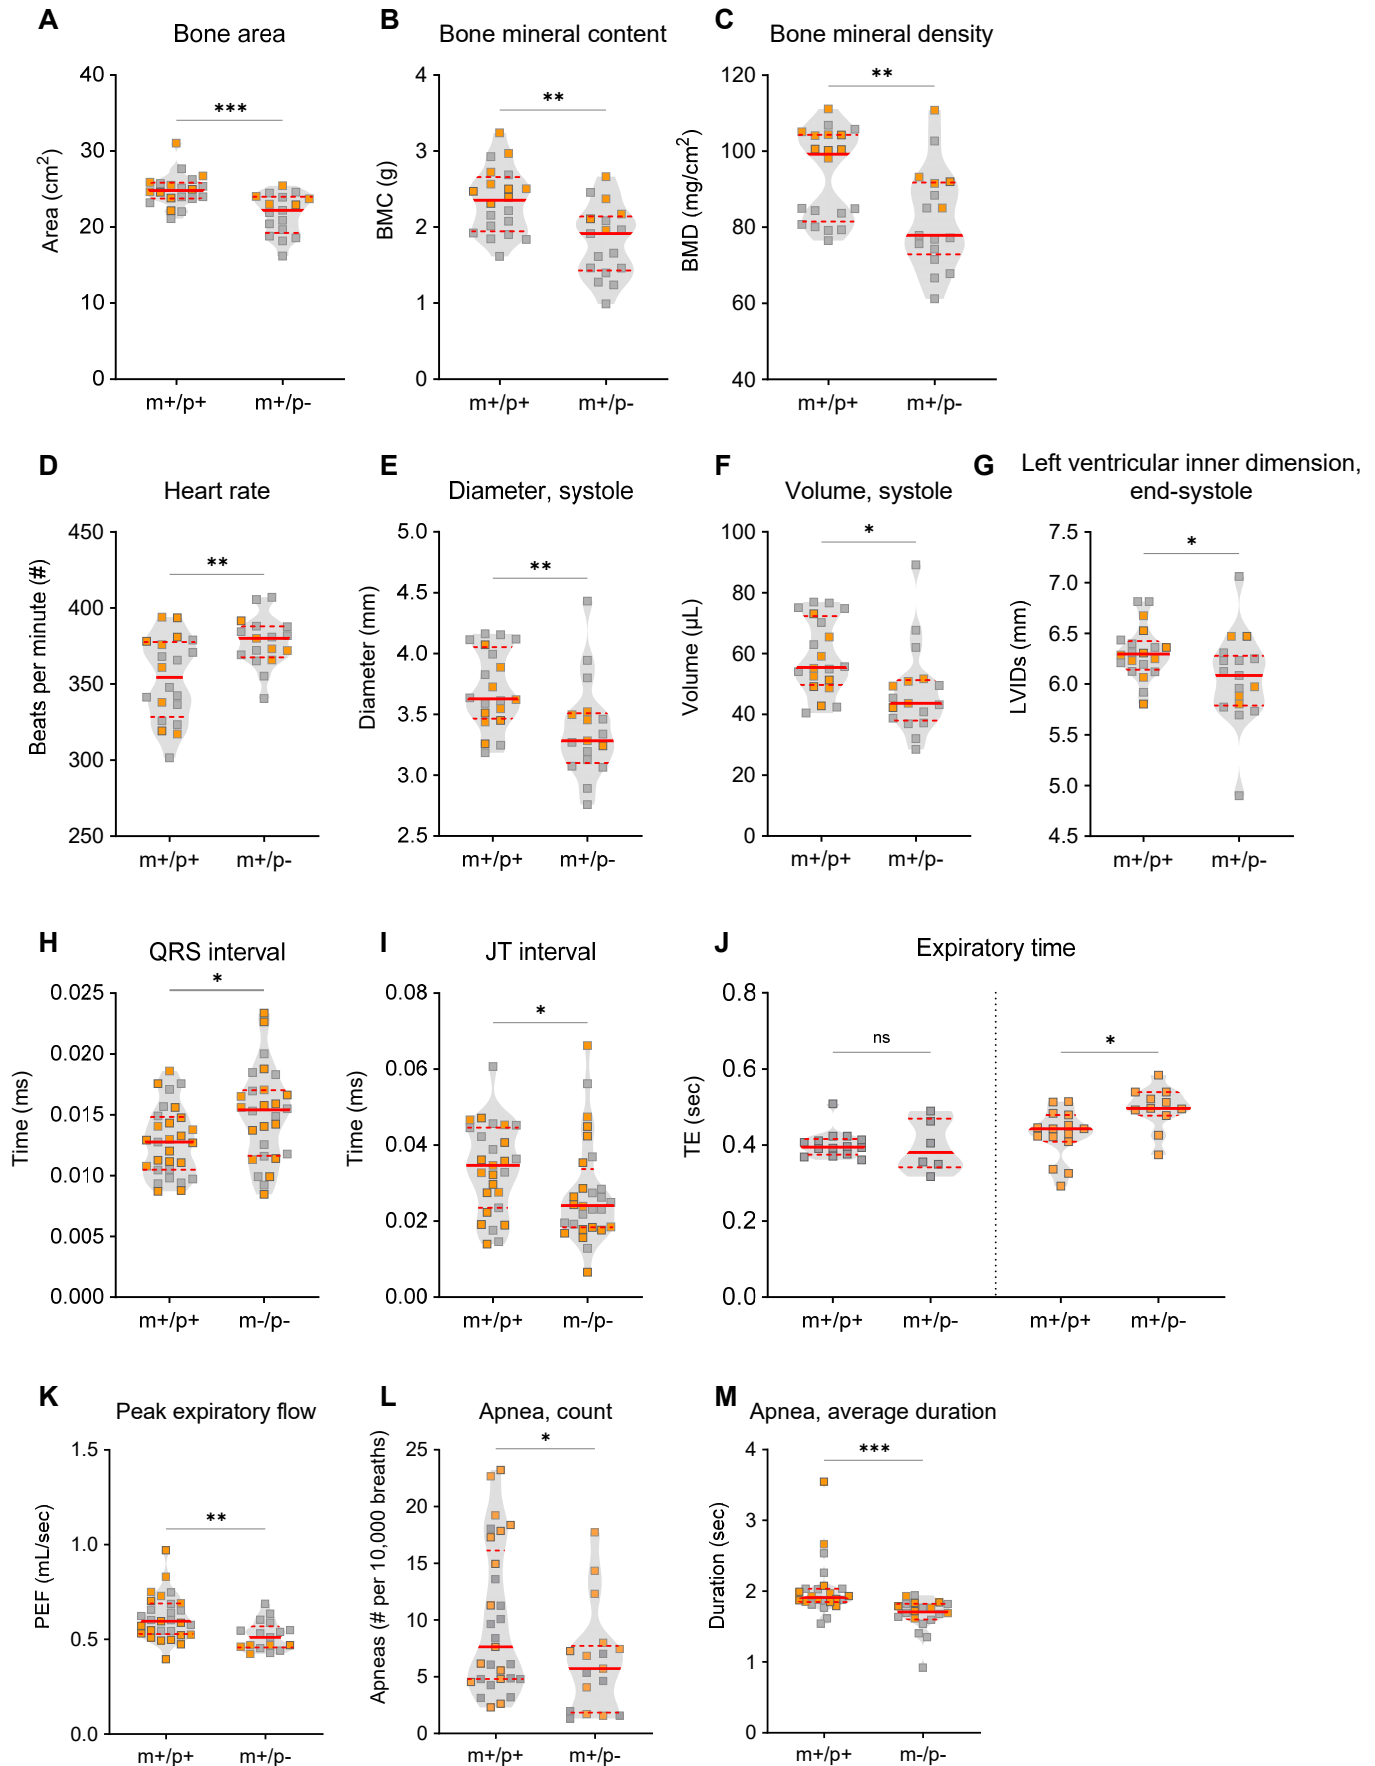 A
Bone area
Area (cm²)
40
30
20
10
0
***
m+/p+
m+/p-
B
Bone mineral content
BMC (g)
4
3
2
1
0
**
m+/p+
m+/p-
C
Bone mineral density
BMD (mg/cm²)
120
100
80
60
40
**
m+/p+
m+/p-
D
Heart rate
Beats per minute (#)
450
400
350
300
250
**
m+/p+
m+/p-
E
Diameter, systole
Diameter (mm)
5.0
4.5
4.0
3.5
3.0
2.5
**
m+/p+
m+/p-
F
Volume, systole
Volume (µL)
100
80
60
40
20
0
*
m+/p+
m+/p-
G
Left ventricular inner dimension,
end-systole
LVIDs (mm)
7.5
7.0
6.5
6.0
5.5
5.0
4.5
*
m+/p+
m+/p-
H
QRS interval
Time (ms)
0.025
0.020
0.015
0.010
0.005
0.000
*
m+/p+
m-/p-
I
JT interval
Time (ms)
0.08
0.06
0.04
0.02
0.00
*
m+/p+
m-/p-
J
Expiratory time
TE (sec)
0.8
0.6
0.4
0.2
0.0
ns
*
m+/p+
m+/p-
m+/p+
m+/p-
K
Peak expiratory flow
PEF (mL/sec)
1.5
1.0
0.5
0.0
**
m+/p+
m+/p-
L
Apnea, count
Apneas (# per 10,000 breaths)
25
20
15
10
5
0
*
m+/p+
m+/p-
M
Apnea, average duration
Duration (sec)
4
3
2
1
0
***
m+/p+
m-/p-